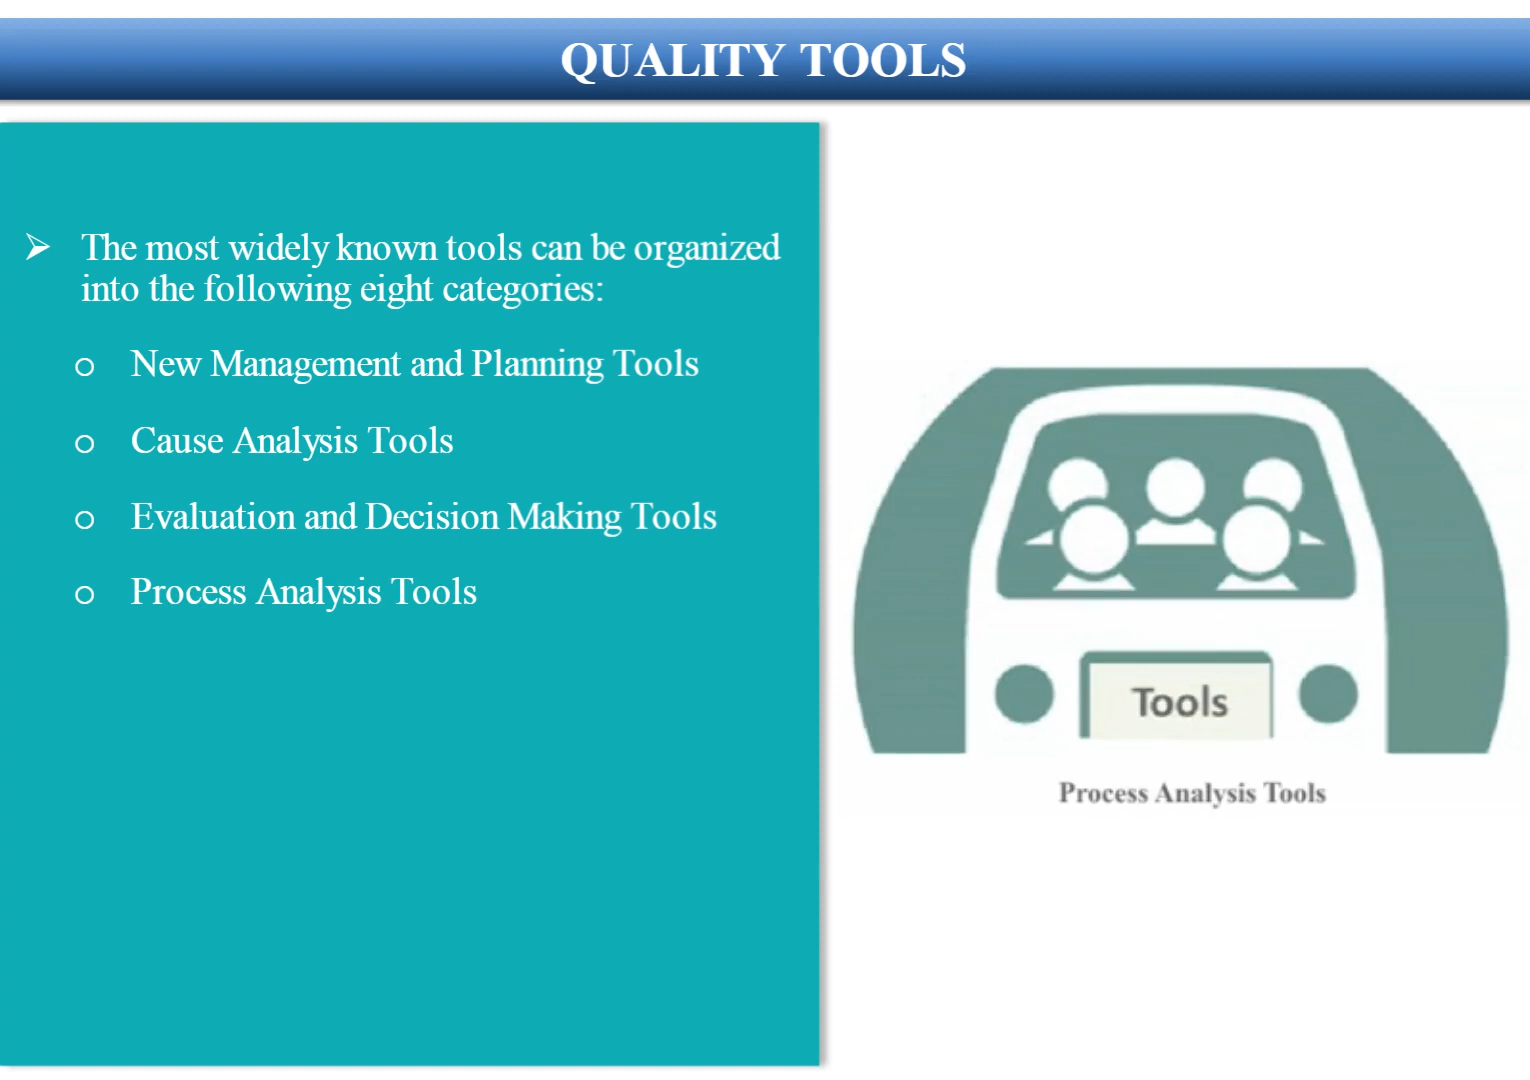 QUALITY TOOLS
The most widely known tools can be organized
into the following eight categories:
New Management and Planning Tools
Cause Analysis Tools
Evaluation and Decision Making Tools
Process Analysis Tools
Tools
Process Analysis Tools